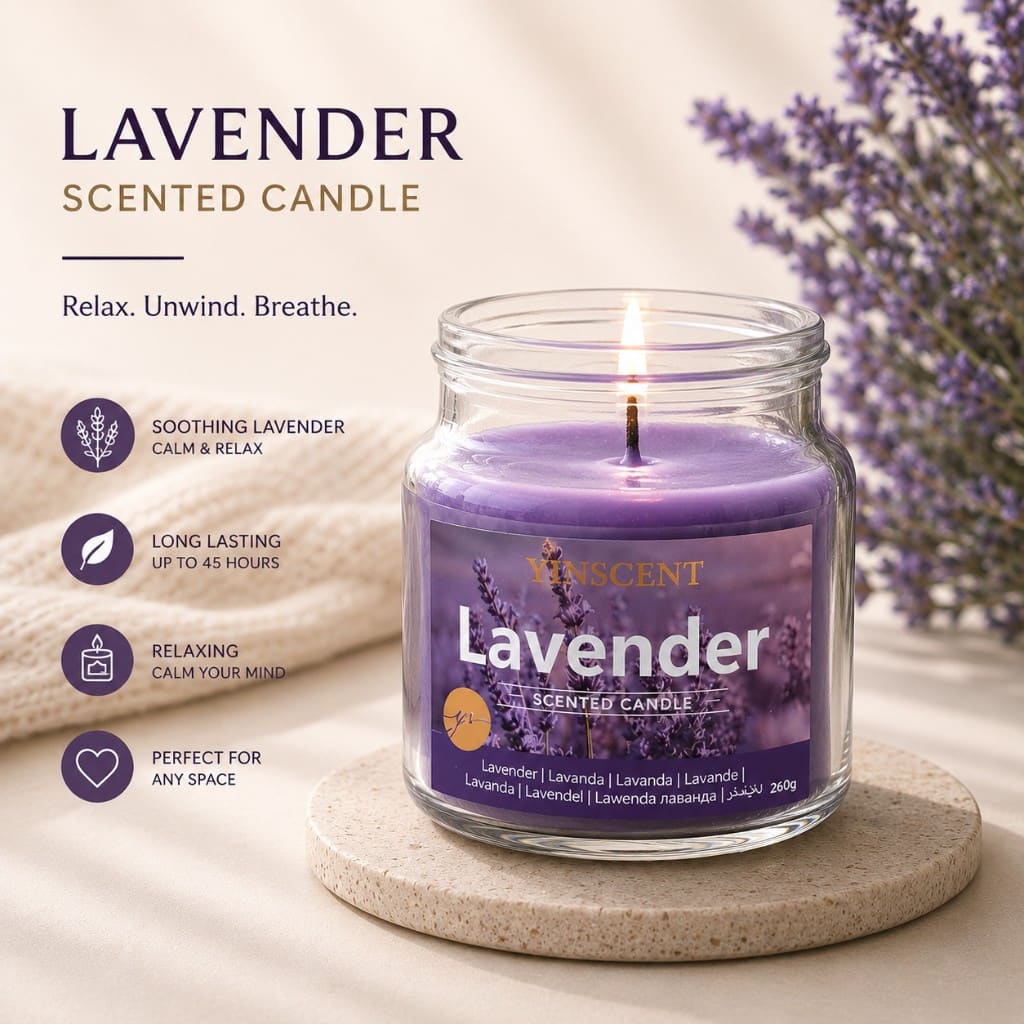 LAVENDER
SCENTED CANDLE
Relax. Unwind. Breathe.
SOOTHING LAVENDER
CALM & RELAX
LONG LASTING
UP TO 45 HOURS
RELAXING
CALM YOUR MIND
PERFECT FOR
ANY SPACE
YINSCENT
Lavender
SCENTED CANDLE
Lavender | Lavanda | Lavanda | Lavande |
Lavanda | Lavendel | Lawenda лаванда | 260g